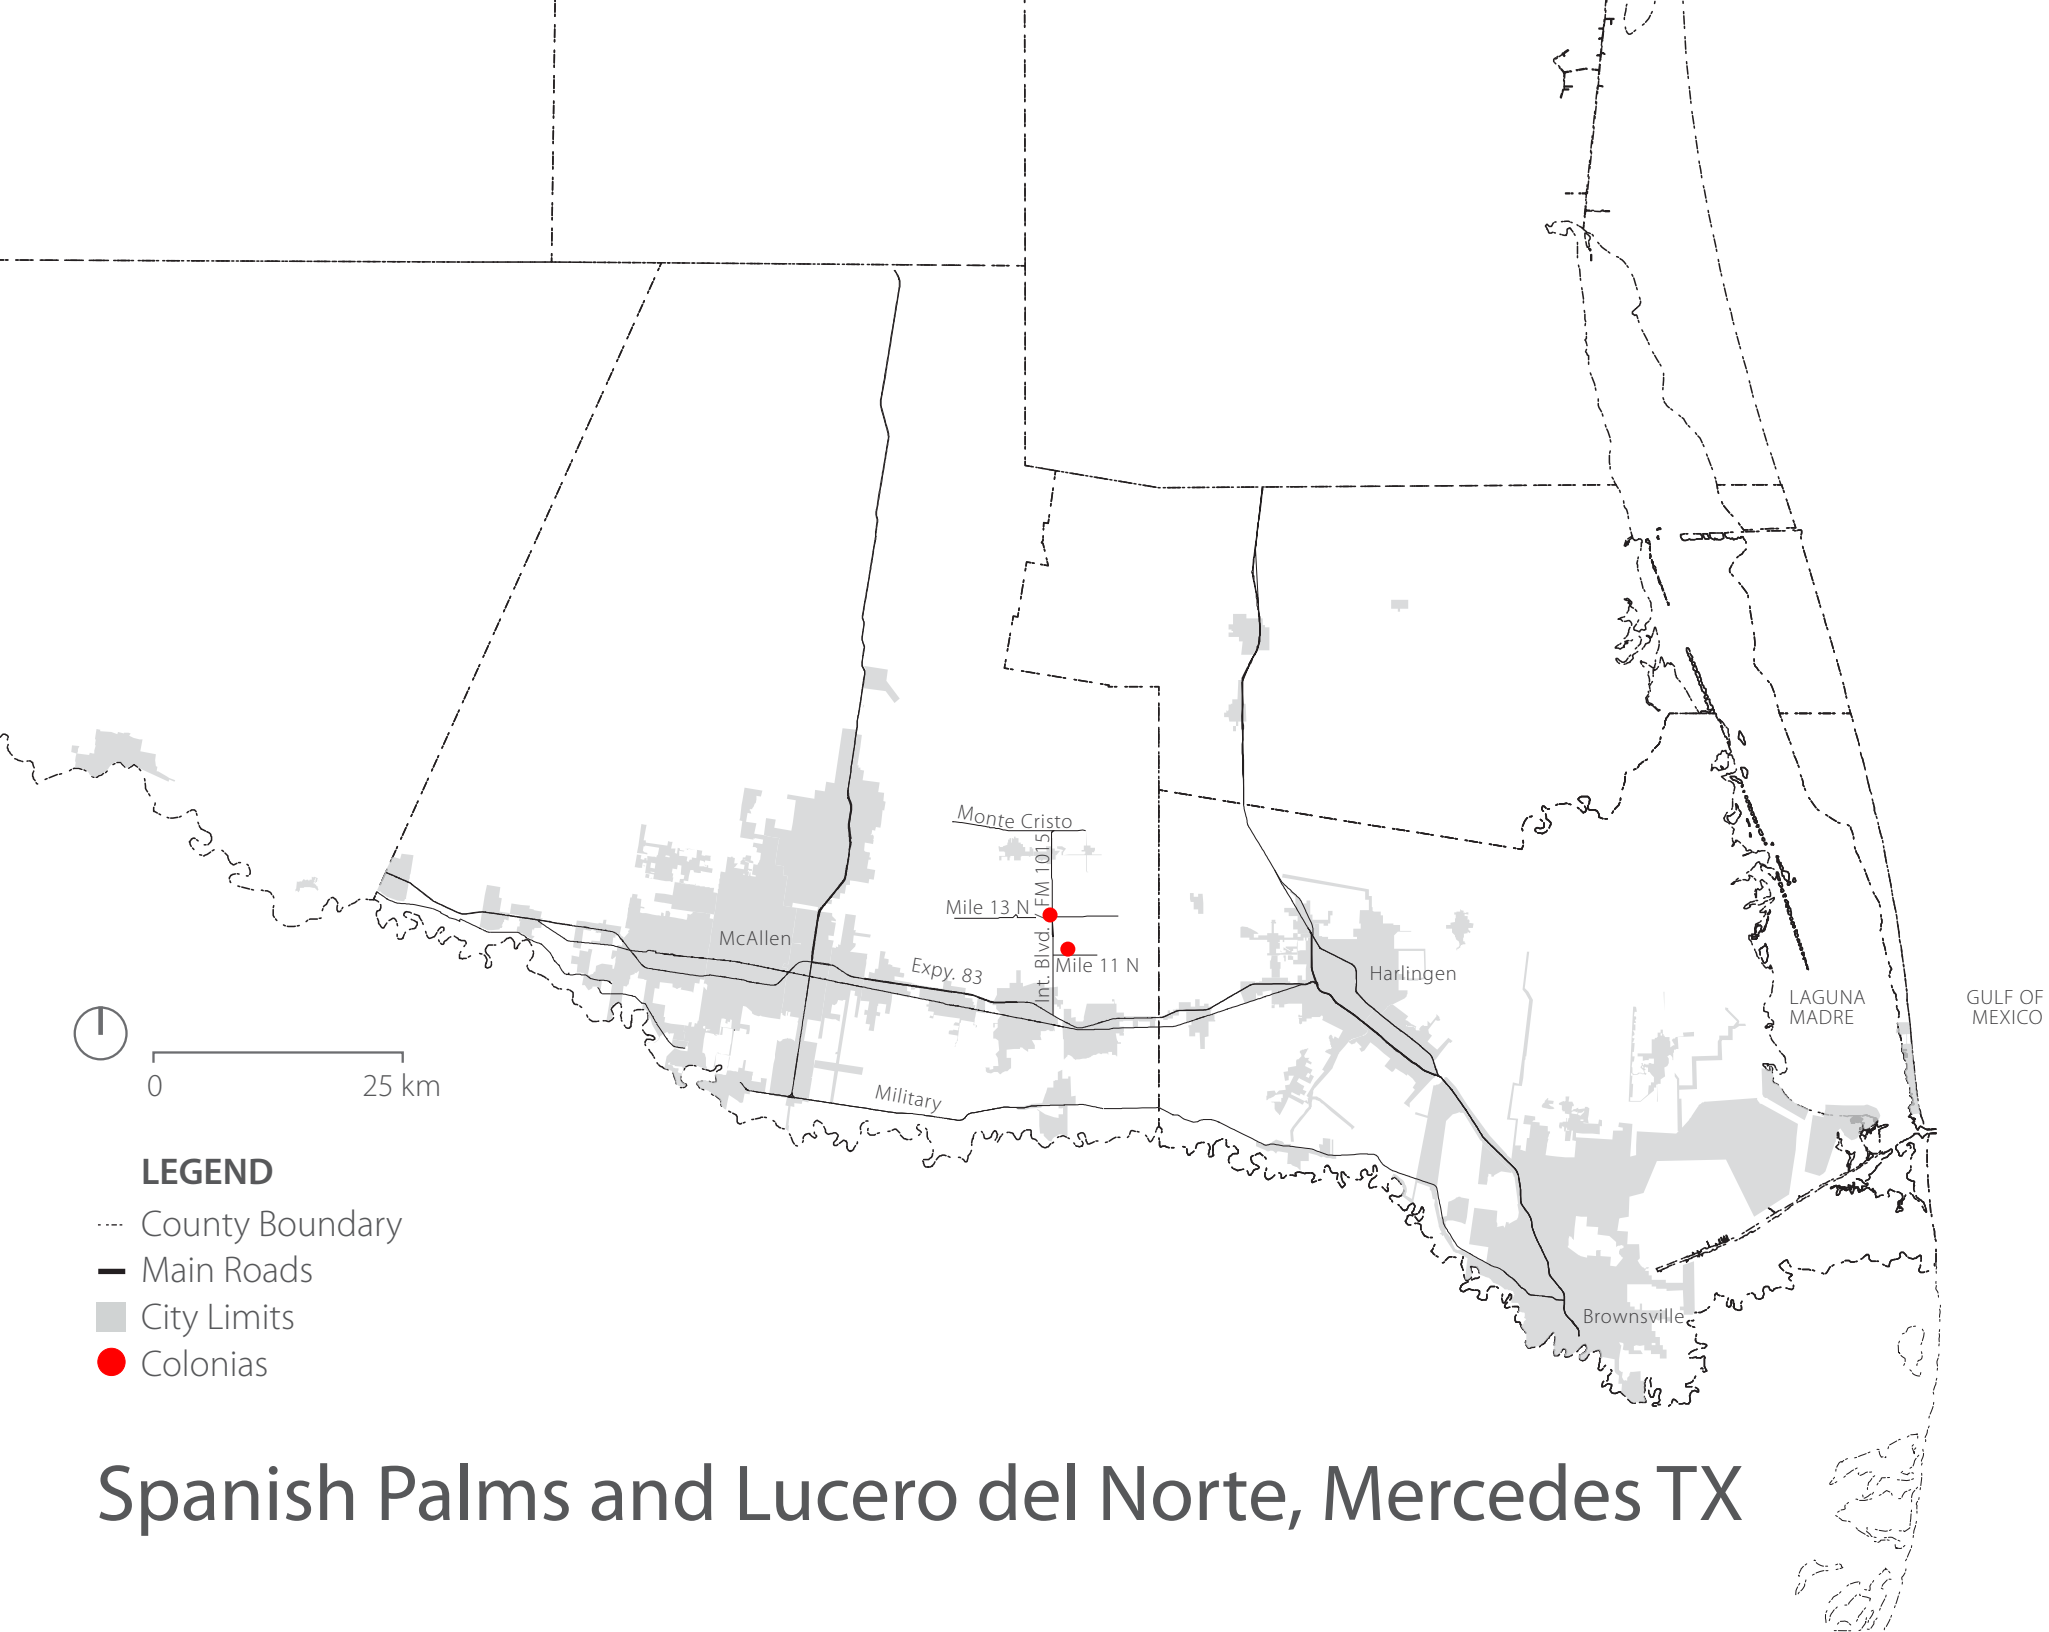 Monte Cristo
FM 1015
Mile 13 N
McAllen
Int. Blvd.
Mile 11 N
Expy. 83
Harlingen
LAGUNA
MADRE
GULF OF
MEXICO
Military
0
25 km
LEGEND
County Boundary
Main Roads
City Limits
Colonias
Brownsville
Spanish Palms and Lucero del Norte, Mercedes TX